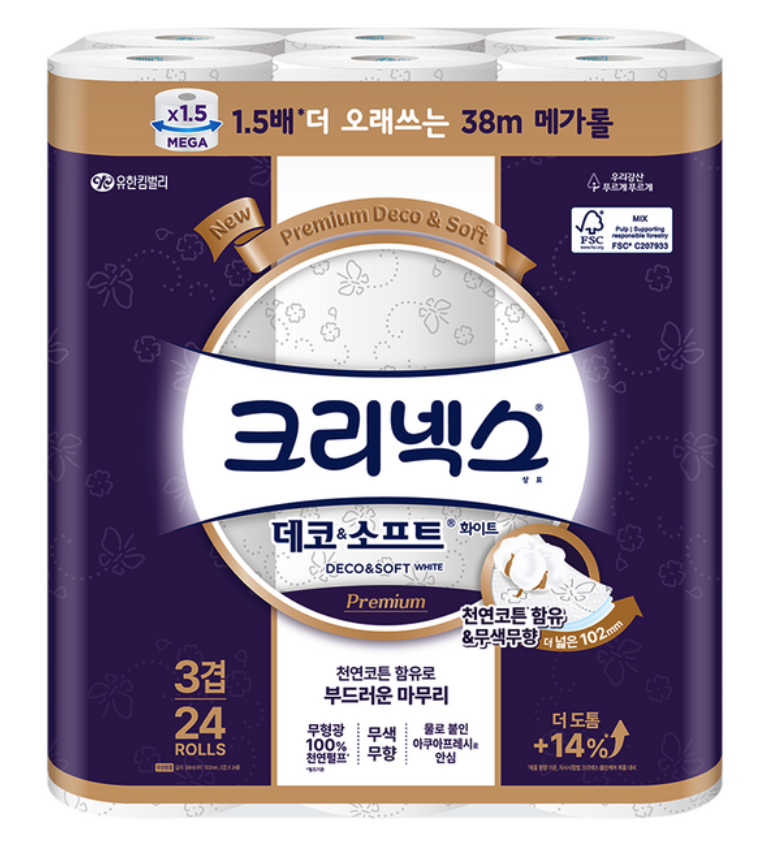 x1.5
MEGA
1.5배*더 오래쓰는 38m 메가롤
유한킴벌리
우리강산
푸르게 푸르게
New
Premium Deco & Soft
FSC
www.fsc.org
MIX
Pulp | Supporting
responsible forestry
FSC® C207933
크리넥스®
상 표
데코&소프트® 화이트
DECO&SOFT WHITE
Premium
천연코튼 함유
&무색무향
더 넓은 102mm
3겹
24
ROLLS
천연코튼 함유로
부드러운 마무리
무형광
100%
천연펄프*
무색
무향
물로 붙인
아쿠아프레시로
안심
더 도톰
+14%*